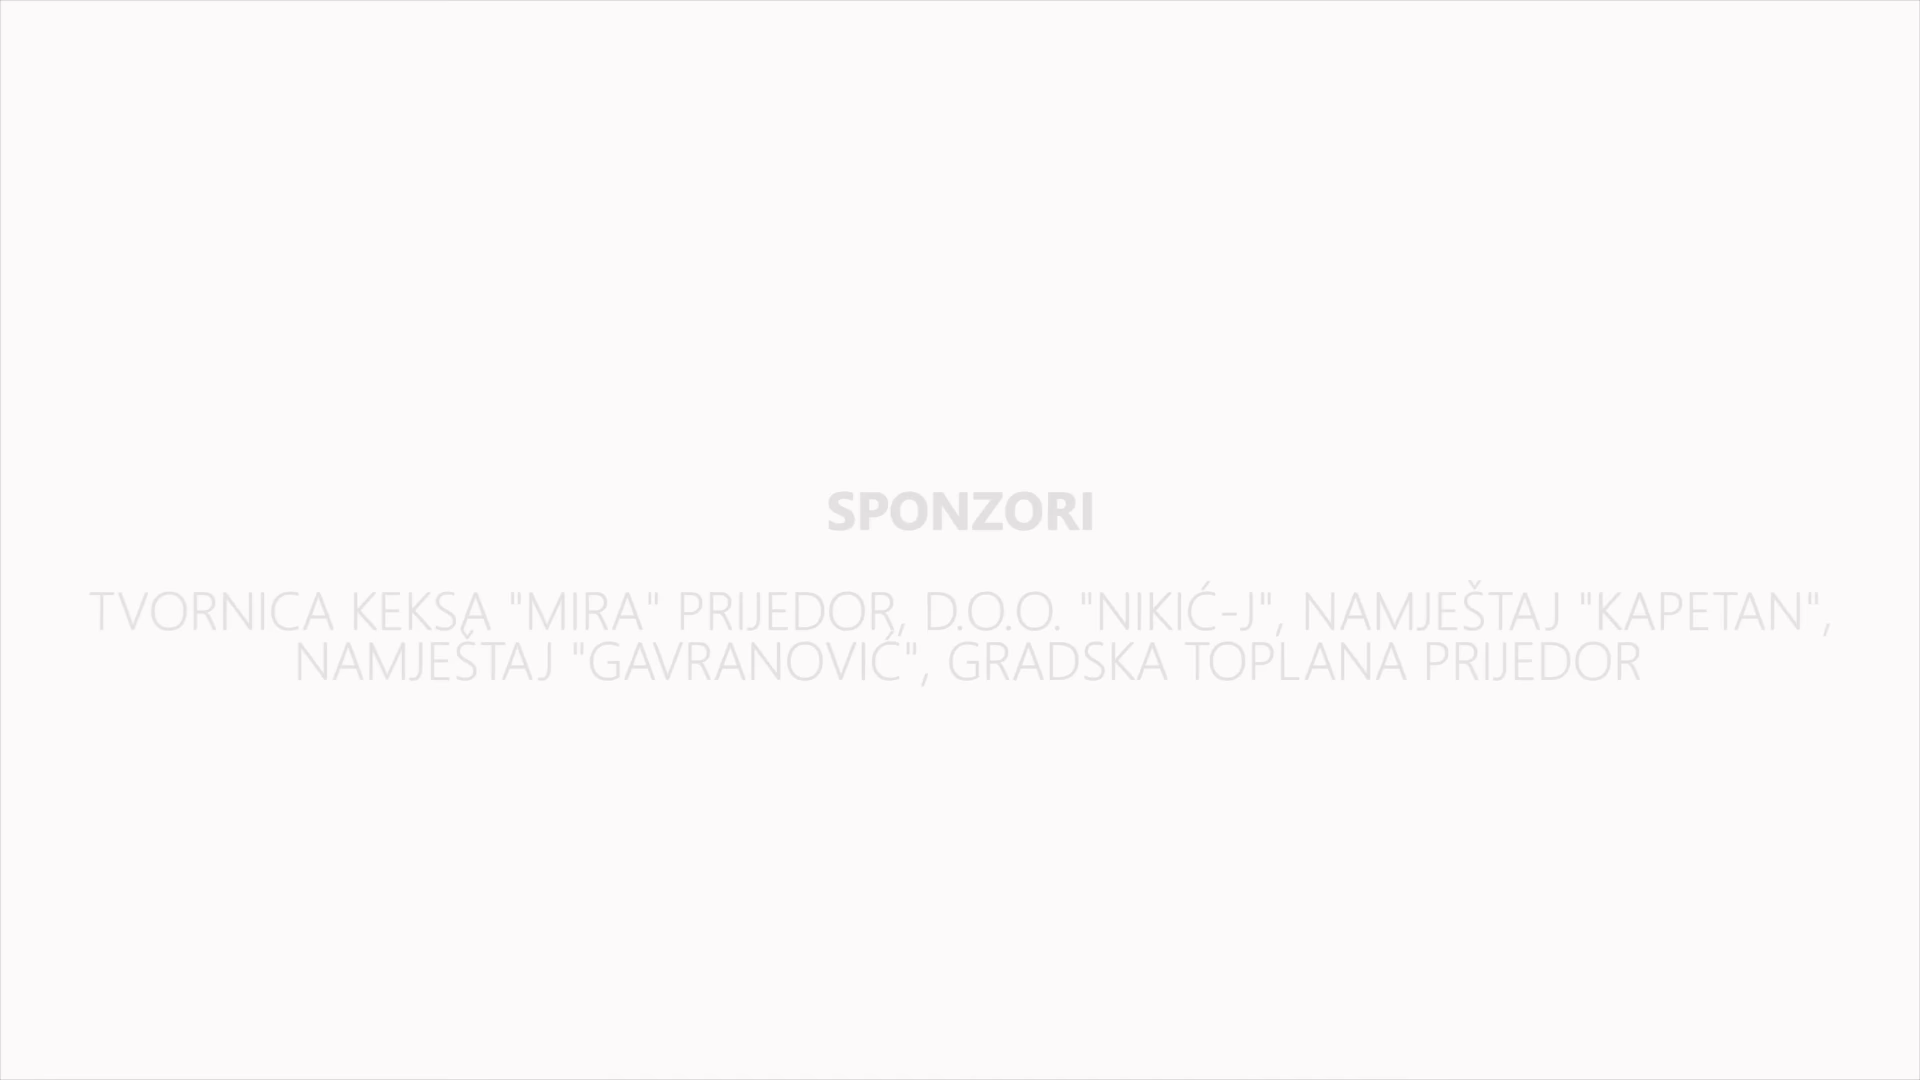 SPONZORI
TVORNICA KEKSA "MIRA" PRIJEDOR, D.O.O. "NIKIĆ-J", NAMJEŠTAJ "KAPETAN",
NAMJEŠTAJ "GAVRANOVIĆ", GRADSKA TOPLANA PRIJEDOR